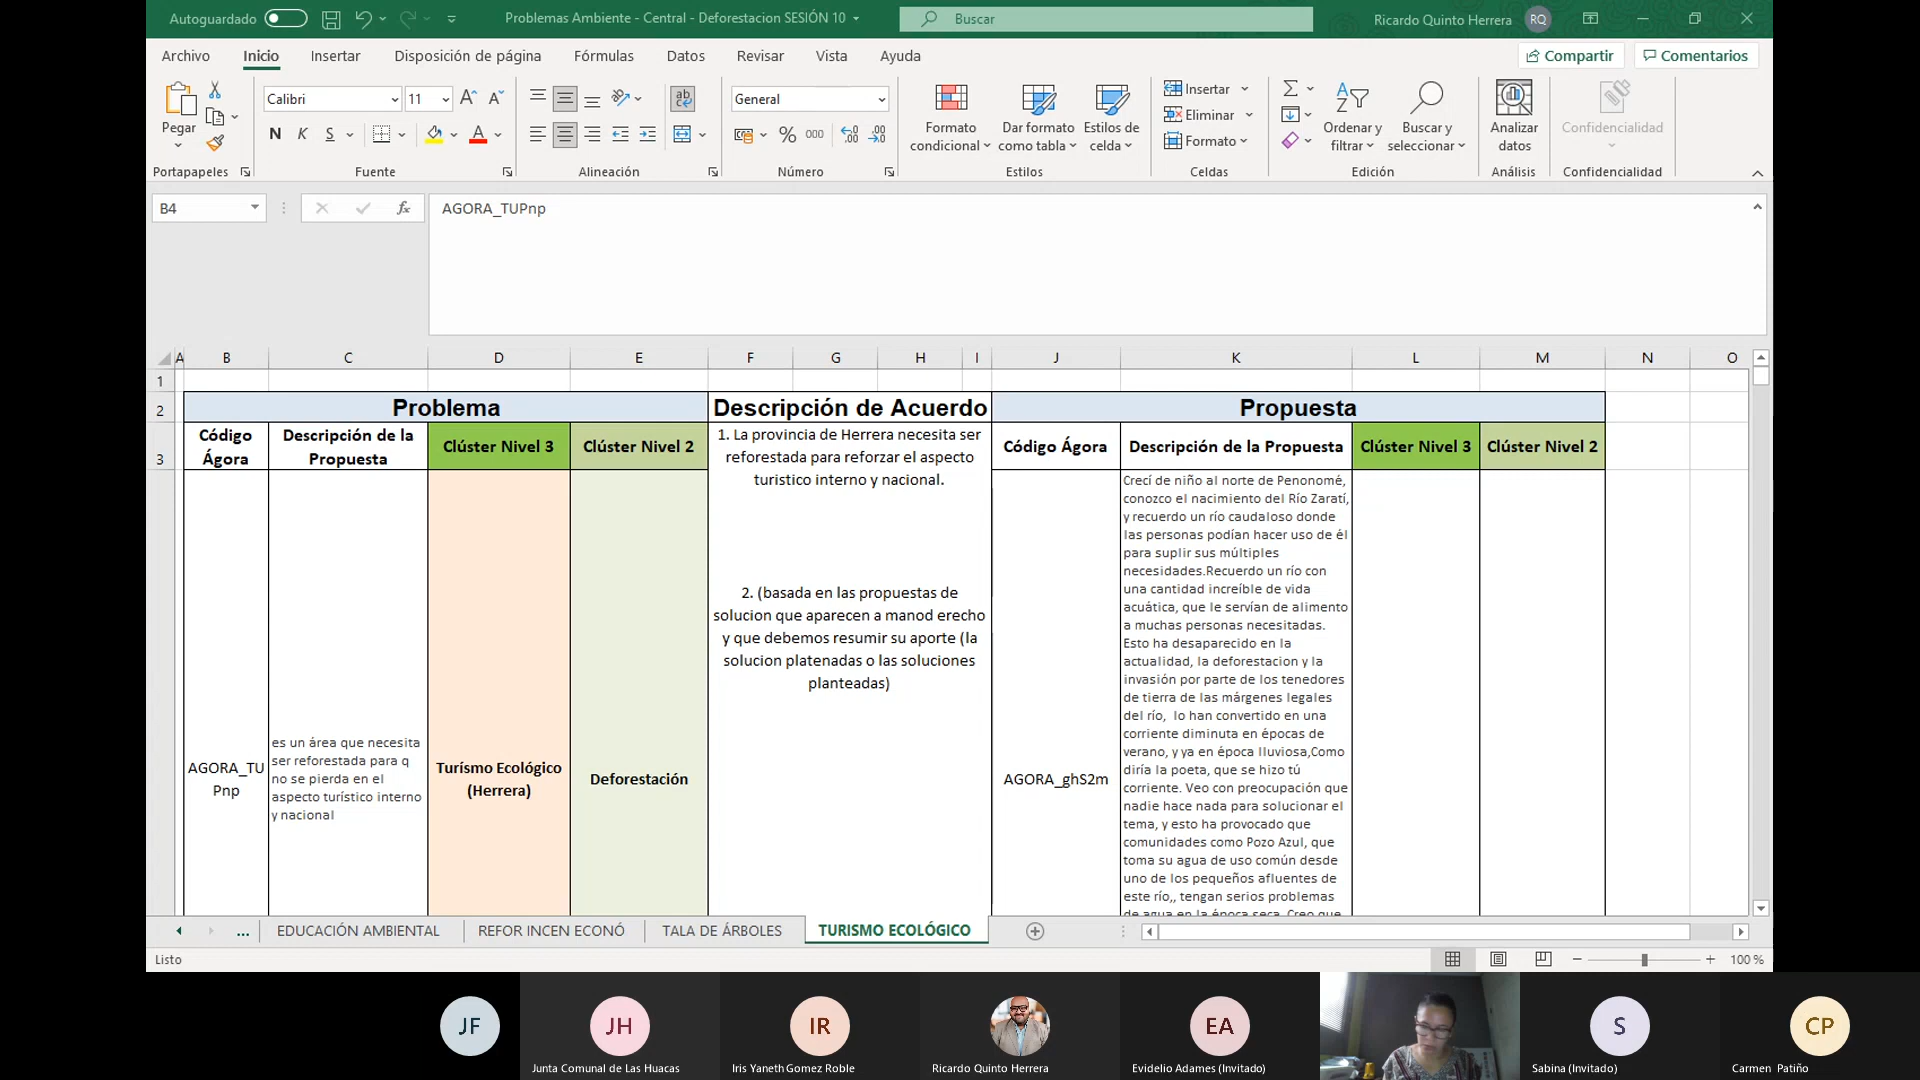 Autoguardado
Problemas Ambiente - Central - Deforestacion SESIÓN 10
Buscar
Ricardo Quinto Herrera
RQ
Archivo
Inicio
Insertar
Disposición de página
Fórmulas
Datos
Revisar
Vista
Ayuda
Compartir
Comentarios
Pegar
Calibri
11
N K S
General
% 000
Formato condicional
Dar formato como tabla
Estilos de celda
Insertar
Eliminar
Formato
Ordenar y filtrar
Buscar y seleccionar
Analizar datos
Confidencialidad
Portapapeles
Fuente
Alineación
Número
Estilos
Celdas
Edición
Análisis
Confidencialidad
B4
fx
AGORA_TUPnp
A B C D E F G H I J K L M N O
1
2
Problema
Descripción de Acuerdo
Propuesta
3
Código Ágora
Descripción de la Propuesta
Clúster Nivel 3
Clúster Nivel 2
Código Ágora
Descripción de la Propuesta
Clúster Nivel 3
Clúster Nivel 2
AGORA_TU
Pnp
es un área que necesita
ser reforestada para q
no se pierda en el
aspecto turístico interno
y nacional
Turísmo Ecológico
(Herrera)
Deforestación
1. La provincia de Herrera necesita ser
reforestada para reforzar el aspecto
turistico interno y nacional.
2. (basada en las propuestas de
solucion que aparecen a manod erecho
y que debemos resumir su aporte (la
solucion platenadas o las soluciones
planteadas)
AGORA_ghS2m
Crecí de niño al norte de Penonomé,
conozco el nacimiento del Río Zaratí,
y recuerdo un río caudaloso donde
las personas podían hacer uso de él
para suplir sus múltiples
necesidades.Recuerdo un río con
una cantidad increíble de vida
acuática, que le servían de alimento
a muchas personas necesitadas.
Esto ha desaparecido en la
actualidad, la deforestacion y la
invasión por parte de los tenedores
de tierra de las márgenes legales
del río,  lo han convertido en una
corriente diminuta en épocas de
verano, y ya en época lluviosa,Como
diría la poeta, que se hizo tú
corriente. Veo con preocupación que
nadie hace nada para solucionar el
tema, y esto ha provocado que
comunidades como Pozo Azul, que
toma su agua de uso común desde
uno de los pequeños afluentes de
este río,, tengan serios problemas
de agua en la época seca. Creo que
...
EDUCACIÓN AMBIENTAL
REFOR INCEN ECONÓ
TALA DE ÁRBOLES
TURISMO ECOLÓGICO
Listo
100 %
JF
JH
IR
EA
S
CP
Junta Comunal de Las Huacas
Iris Yaneth Gomez Roble
Ricardo Quinto Herrera
Evidelio Adames (Invitado)
Sabina (Invitado)
Carmen Patiño